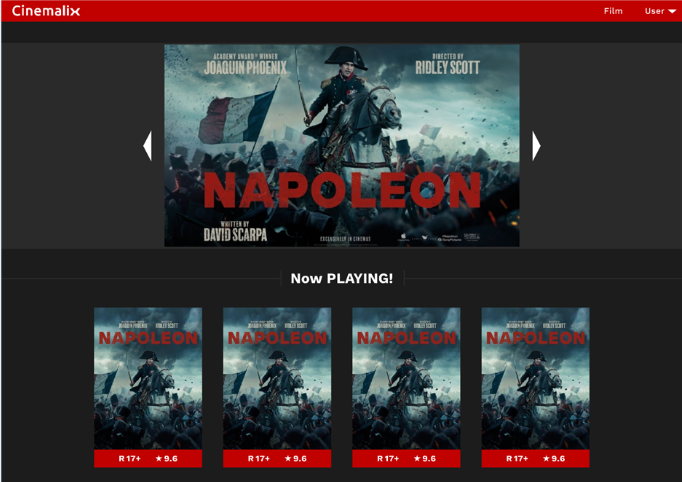 Cinemalix
Film User
ACADEMY AWARD® WINNER
JOAQUIN PHOENIX
DIRECTED BY
RIDLEY SCOTT
NAPOLEON
WRITTEN BY
DAVID SCARPA
EXCLUSIVELY IN CINEMAS
Now PLAYING!
JOAQUIN PHOENIX RIDLEY SCOTT
NAPOLEON
R 17+ ★ 9.6
JOAQUIN PHOENIX RIDLEY SCOTT
NAPOLEON
R 17+ ★ 9.6
JOAQUIN PHOENIX RIDLEY SCOTT
NAPOLEON
R 17+ ★ 9.6
JOAQUIN PHOENIX RIDLEY SCOTT
NAPOLEON
R 17+ ★ 9.6